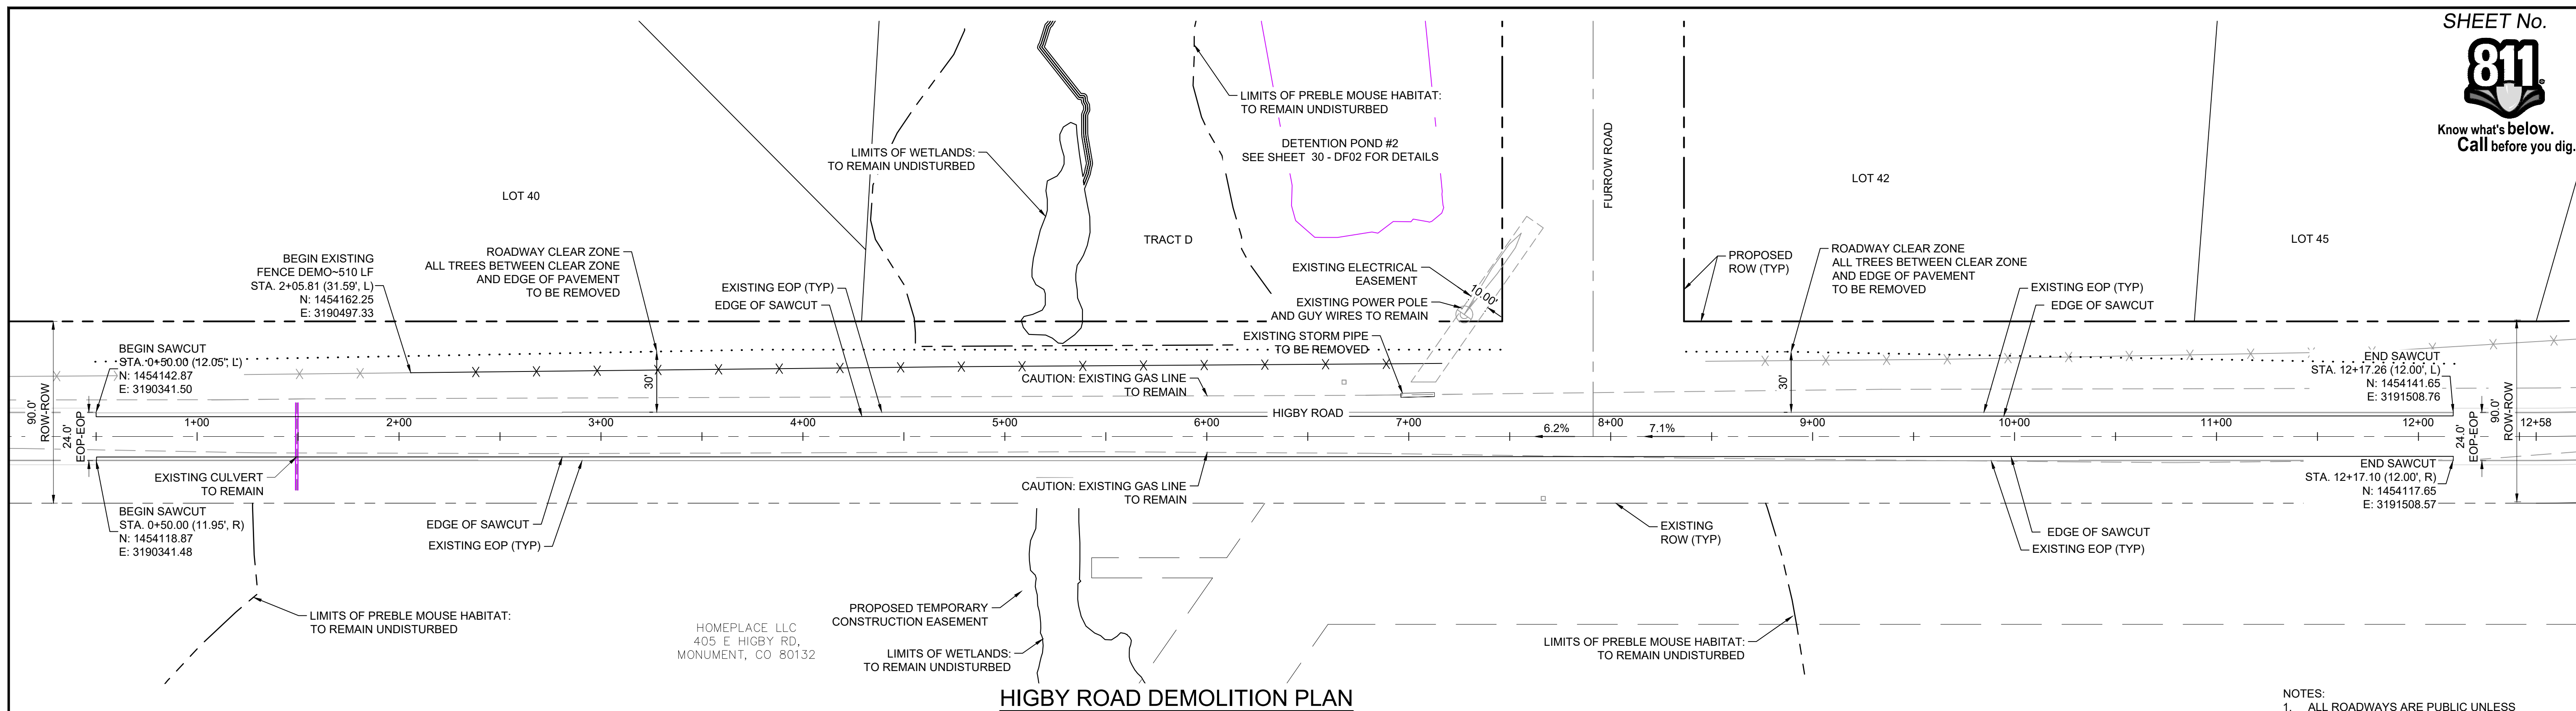 SHEET No.
811
Know what's below.
Call before you dig.
LIMITS OF PREBLE MOUSE HABITAT:
TO REMAIN UNDISTURBED
DETENTION POND #2
SEE SHEET 30 - DF02 FOR DETAILS
LIMITS OF WETLANDS:
TO REMAIN UNDISTURBED
FURROW ROAD
LOT 40
LOT 42
TRACT D
LOT 45
BEGIN EXISTING
FENCE DEMO~510 LF
STA. 2+05.81 (31.59', L)
N: 1454162.25
E: 3190497.33
ROADWAY CLEAR ZONE
ALL TREES BETWEEN CLEAR ZONE
AND EDGE OF PAVEMENT
TO BE REMOVED
EXISTING EOP (TYP)
EDGE OF SAWCUT
EXISTING ELECTRICAL
EASEMENT
10.00'
EXISTING POWER POLE
AND GUY WIRES TO REMAIN
EXISTING STORM PIPE
TO BE REMOVED
PROPOSED
ROW (TYP)
ROADWAY CLEAR ZONE
ALL TREES BETWEEN CLEAR ZONE
AND EDGE OF PAVEMENT
TO BE REMOVED
EXISTING EOP (TYP)
EDGE OF SAWCUT
BEGIN SAWCUT
STA. 0+50.00 (12.05', L)
N: 1454142.87
E: 3190341.50
30'
CAUTION: EXISTING GAS LINE
TO REMAIN
30'
END SAWCUT
STA. 12+17.26 (12.00', L)
N: 1454141.65
E: 3191508.76
90.0'
ROW-ROW
24.0'
EOP-EOP
HIGBY ROAD
1+00
2+00
3+00
4+00
5+00
6+00
7+00
8+00
9+00
10+00
11+00
12+00
12+58
6.2%
7.1%
24.0'
EOP-EOP
90.0'
ROW-ROW
EXISTING CULVERT
TO REMAIN
BEGIN SAWCUT
STA. 0+50.00 (11.95', R)
N: 1454118.87
E: 3190341.48
EDGE OF SAWCUT
EXISTING EOP (TYP)
CAUTION: EXISTING GAS LINE
TO REMAIN
EXISTING
ROW (TYP)
END SAWCUT
STA. 12+17.10 (12.00', R)
N: 1454117.65
E: 3191508.57
EDGE OF SAWCUT
EXISTING EOP (TYP)
LIMITS OF PREBLE MOUSE HABITAT:
TO REMAIN UNDISTURBED
HOMEPLACE LLC
405 E HIGBY RD,
MONUMENT, CO 80132
PROPOSED TEMPORARY
CONSTRUCTION EASEMENT
LIMITS OF WETLANDS:
TO REMAIN UNDISTURBED
LIMITS OF PREBLE MOUSE HABITAT:
TO REMAIN UNDISTURBED
HIGBY ROAD DEMOLITION PLAN
NOTES:
1. ALL ROADWAYS ARE PUBLIC UNLESS